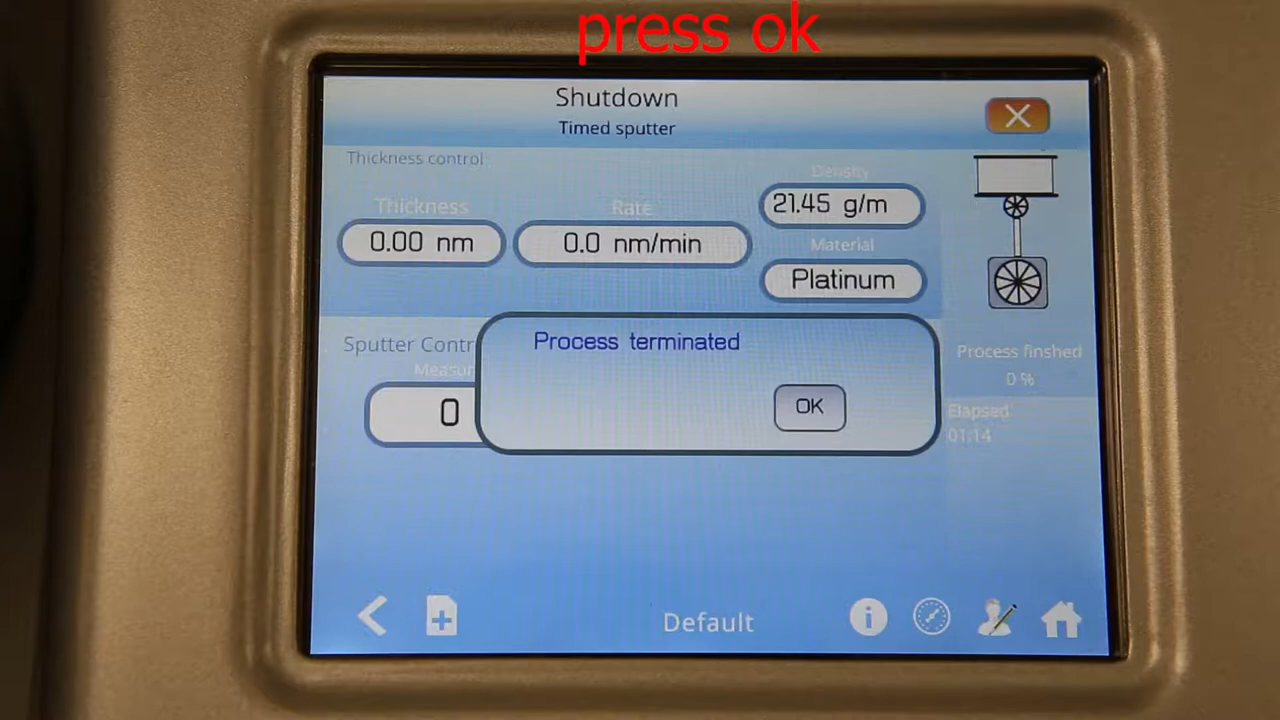 press ok
Shutdown
Timed sputter
Thickness control
Thickness
Rate
Density
0.00 nm
0.0 nm/min
21.45 g/m
Material
Platinum
Sputter Contr
Measur
0
Process terminated
OK
Process finshed
0 %
Elapsed
01:14
Default